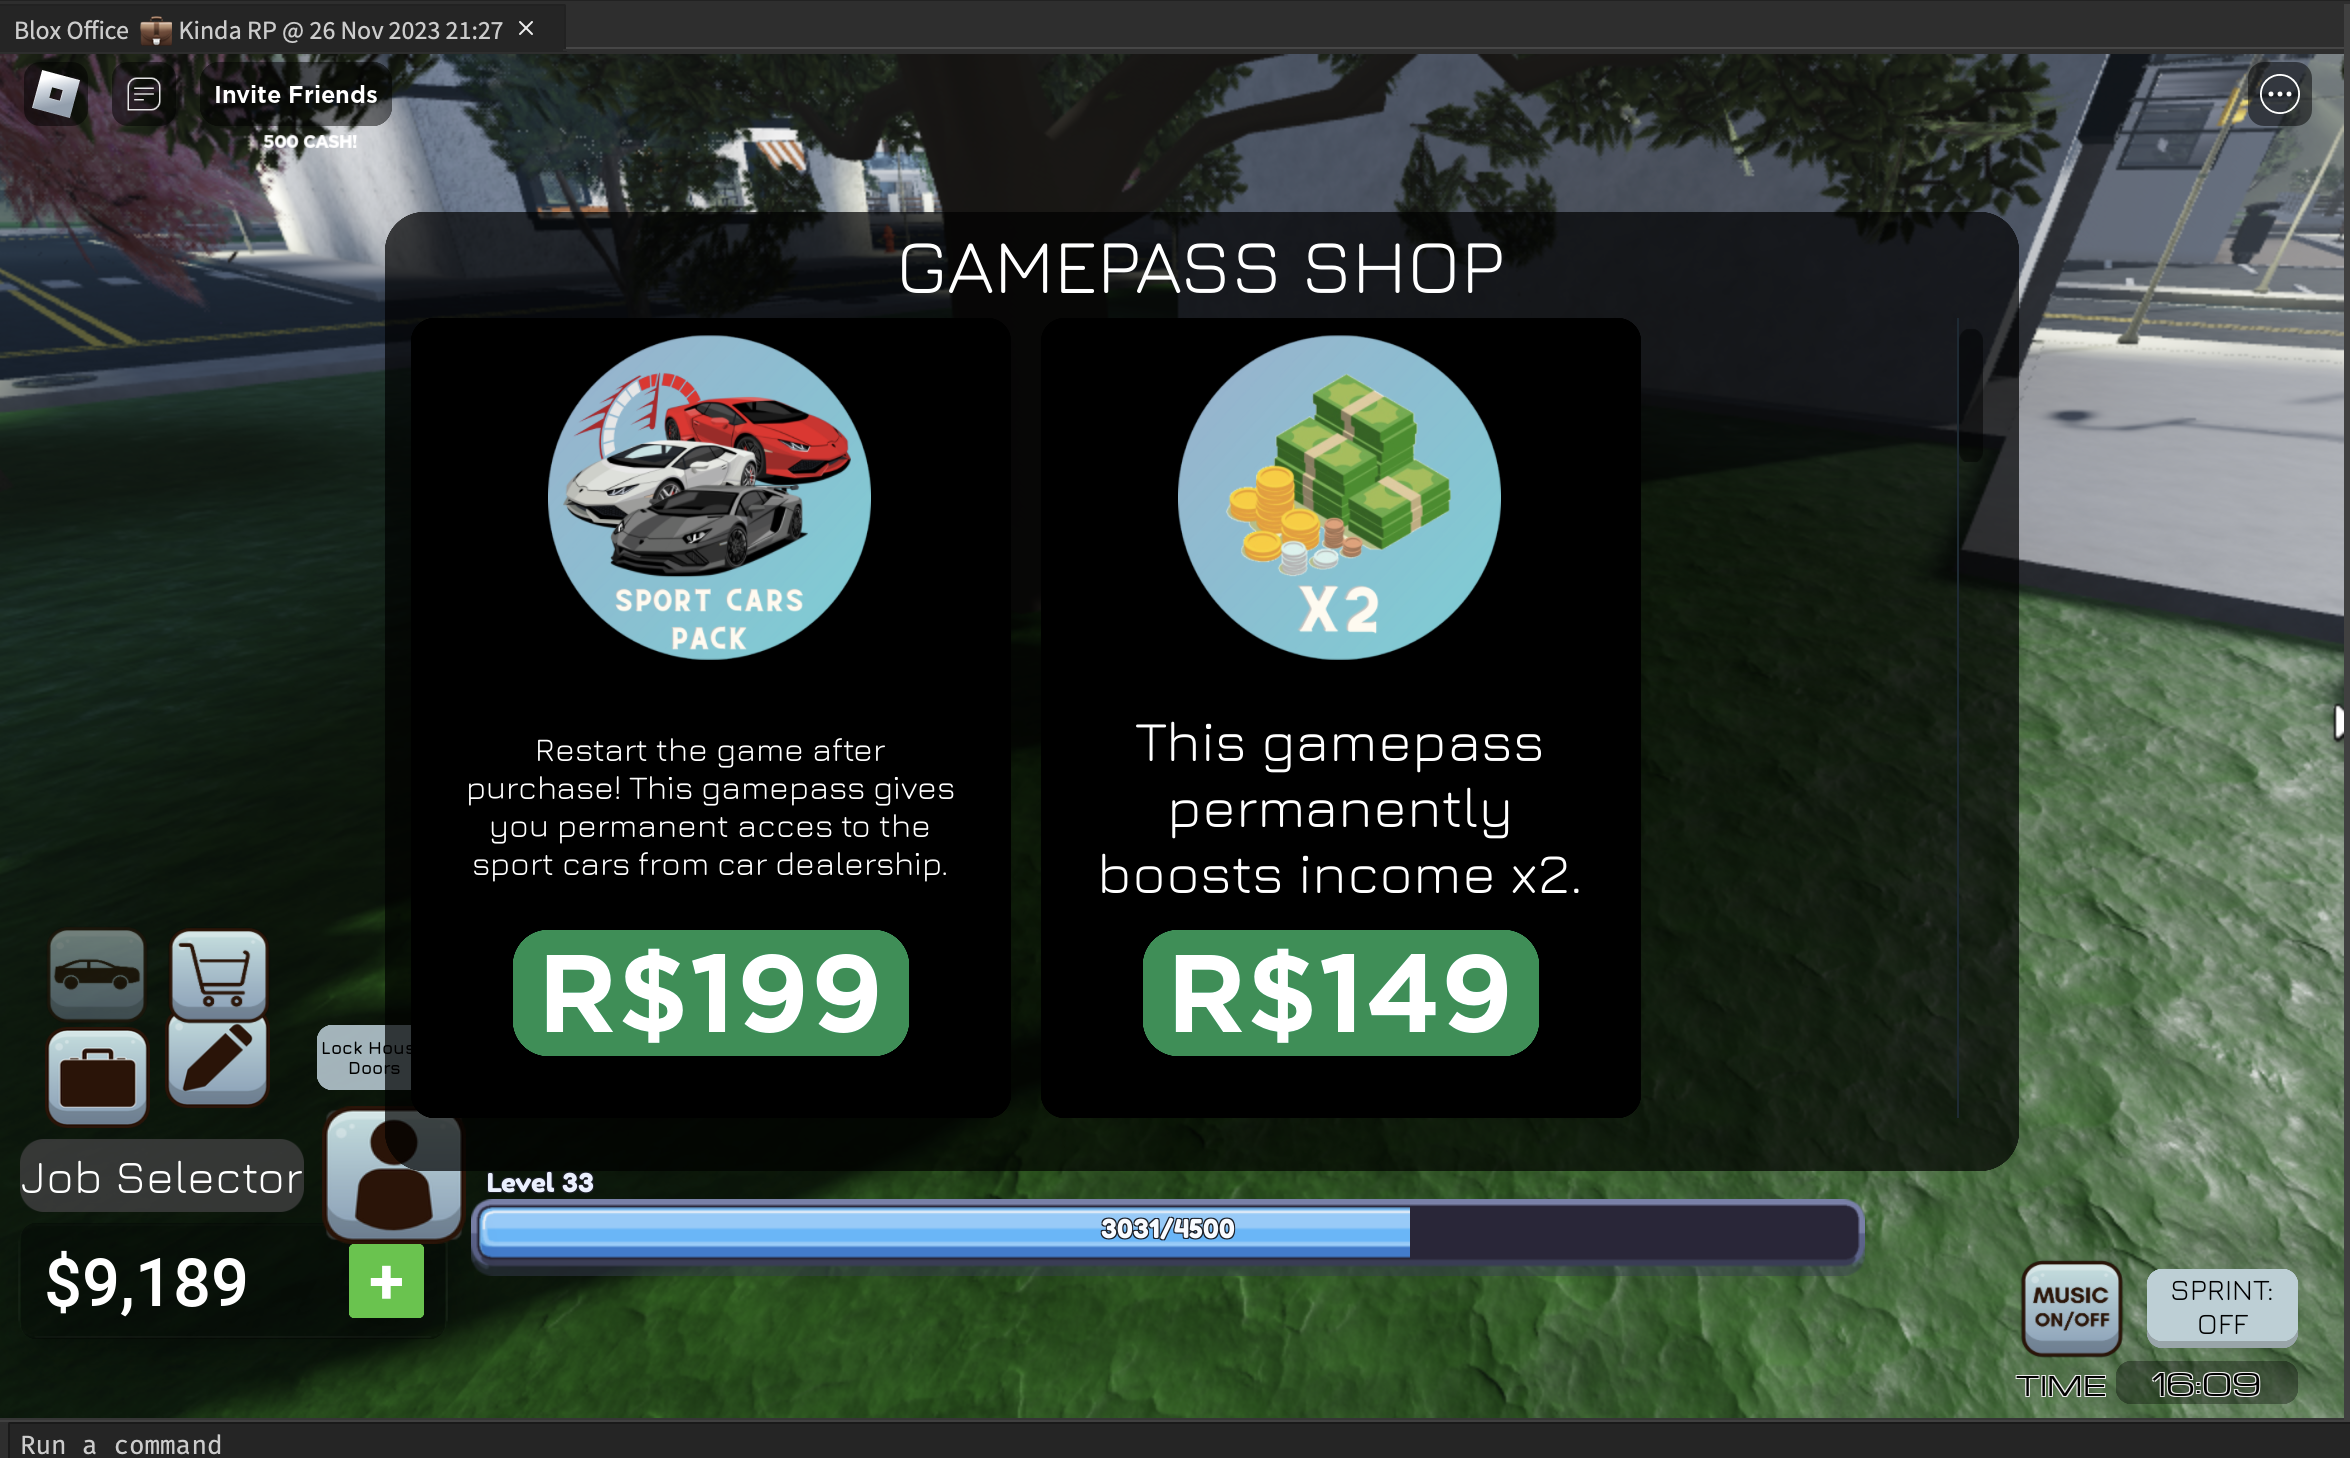 Blox Office 💼 Kinda RP @ 26 Nov 2023 21:27 ×
Invite Friends
500 CASH!
GAMEPASS SHOP
SPORT CARS
PACK
Restart the game after
purchase! This gamepass gives
you permanent acces to the
sport cars from car dealership.
R$199
X2
This gamepass
permanently
boosts income x2.
R$149
Lock Hous
Doors
Job Selector
$9,189
+
Level 33
3031/4500
MUSIC
ON/OFF
SPRINT:
OFF
TIME 16:09
Run a command